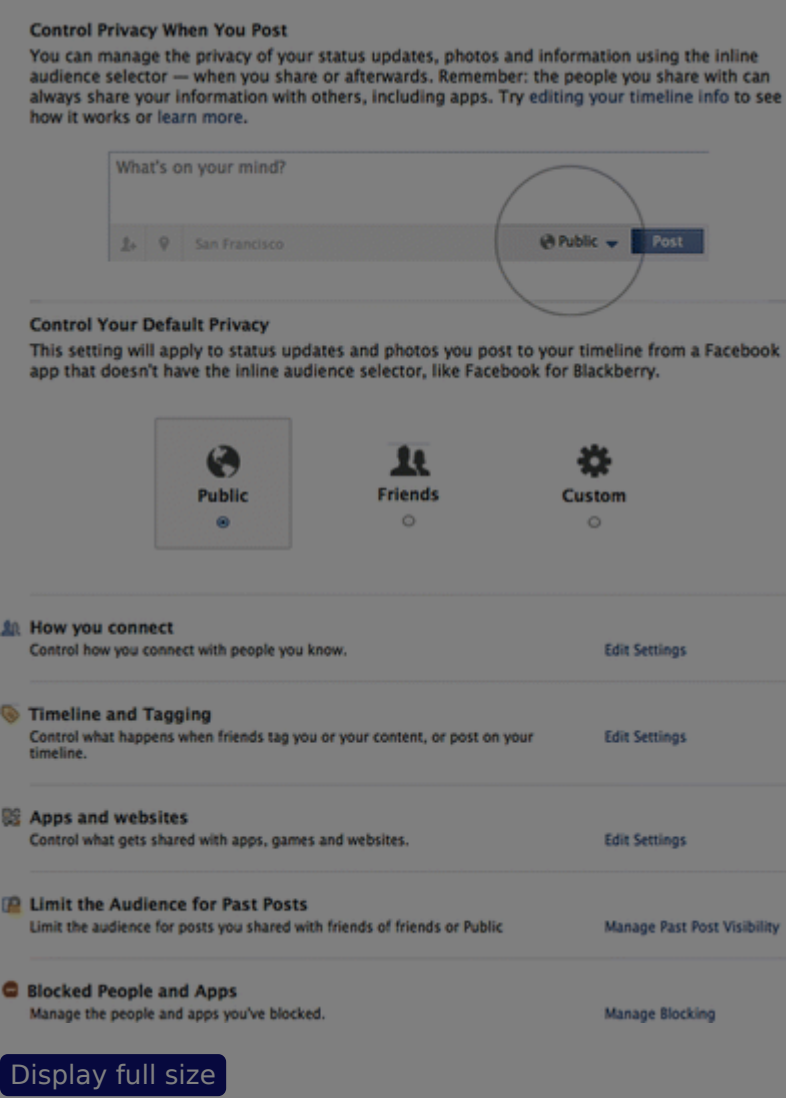 Control Privacy When You Post
You can manage the privacy of your status updates, photos and information using the inline
audience selector — when you share or afterwards. Remember: the people you share with can
always share your information with others, including apps. Try editing your timeline info to see
how it works or learn more.
What's on your mind?
San Francisco
Public
Post
Control Your Default Privacy
This setting will apply to status updates and photos you post to your timeline from a Facebook
app that doesn't have the inline audience selector, like Facebook for Blackberry.
Public
Friends
Custom
How you connect
Control how you connect with people you know.
Edit Settings
Timeline and Tagging
Control what happens when friends tag you or your content, or post on your
timeline.
Edit Settings
Apps and websites
Control what gets shared with apps, games and websites.
Edit Settings
Limit the Audience for Past Posts
Limit the audience for posts you shared with friends of friends or Public
Manage Past Post Visibility
Blocked People and Apps
Manage the people and apps you've blocked.
Manage Blocking
Display full size